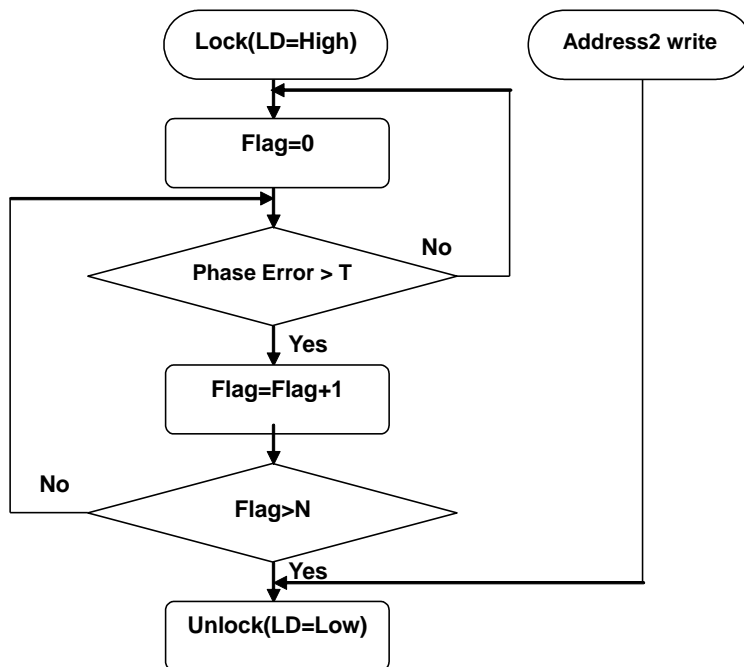 Lock(LD=High)
Address2 write
Flag=0
No
Phase Error > T
Yes
Flag=Flag+1
No
Flag>N
Yes
Unlock(LD=Low)